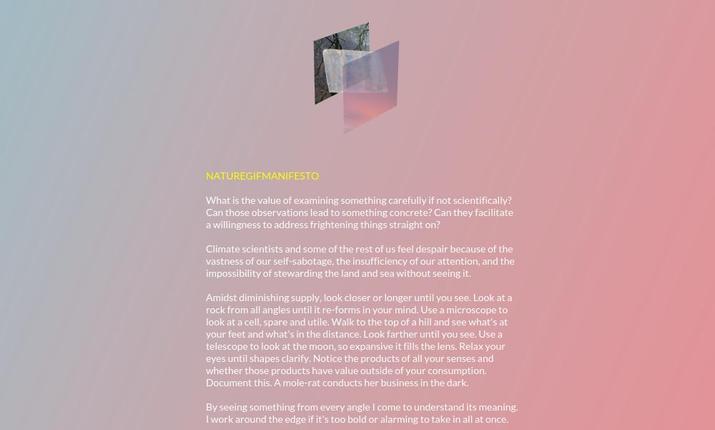 NATUREGIFMANIFESTO
What is the value of examining something carefully if not scientifically?
Can those observations lead to something concrete? Can they facilitate
a willingness to address frightening things straight on?
Climate scientists and some of the rest of us feel despair because of the
vastness of our self-sabotage, the insufficiency of our attention, and the
impossibility of stewarding the land and sea without seeing it.
Amidst diminishing supply, look closer or longer until you see. Look at a
rock from all angles until it re-forms in your mind. Use a microscope to
look at a cell, spare and utile. Walk to the top of a hill and see what's at
your feet and what's in the distance. Look farther until you see. Use a
telescope to look at the moon, so expansive it fills the lens. Relax your
eyes until shapes clarify. Notice the products of all your senses and
whether those products have value outside of your consumption.
Document this. A mole-rat conducts her business in the dark.
By seeing something from every angle I come to understand its meaning.
I work around the edge if it's too bold or alarming to take in all at once.